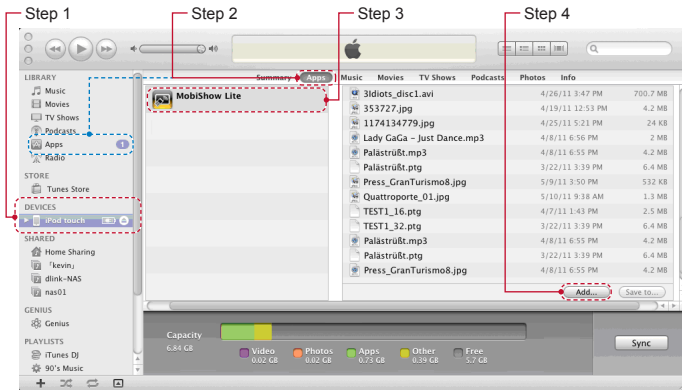 Step 1
Step 2
Step 3
Step 4
LIBRARY
Music
Movies
TV Shows
Podcasts
Apps 1
Radio
STORE
iTunes Store
DEVICES
iPod touch
SHARED
Home Sharing
「kevin」
dlink-NAS
nas01
GENIUS
Genius
PLAYLISTS
iTunes DJ
90's Music
Summary Apps Music Movies TV Shows Podcasts Photos Info
MobiShow Lite
3Idiots_disc1.avi 4/26/11 3:47 PM 700.7 MB
353727.jpg 4/19/11 12:53 PM 4.2 MB
1174134779.jpg 4/25/11 5:21 PM 24 KB
Lady GaGa - Just Dance.mp3 4/8/11 6:56 PM 2 MB
Palästrüßt.mp3 4/8/11 6:55 PM 4.2 MB
Palästrüßt.ptg 3/22/11 3:39 PM 6.4 MB
Press_GranTurismo8.jpg 5/9/11 3:50 PM 532 KB
Quattroporte_01.jpg 5/10/11 9:38 AM 1.3 MB
TEST1_16.ptg 4/7/11 1:43 PM 2.5 MB
TEST1_32.ptg 3/22/11 3:39 PM 6.4 MB
Palästrüßt.mp3 4/8/11 6:55 PM 4.2 MB
Palästrüßt.ptg 3/22/11 3:39 PM 6.4 MB
Press_GranTurismo8.jpg 4/8/11 6:55 PM 4.2 MB
Add... Save to...
Capacity
6.84 GB
Video
0.02 GB
Photos
0.02 GB
Apps
0.73 GB
Other
0.39 GB
Free
5.7 GB
Sync